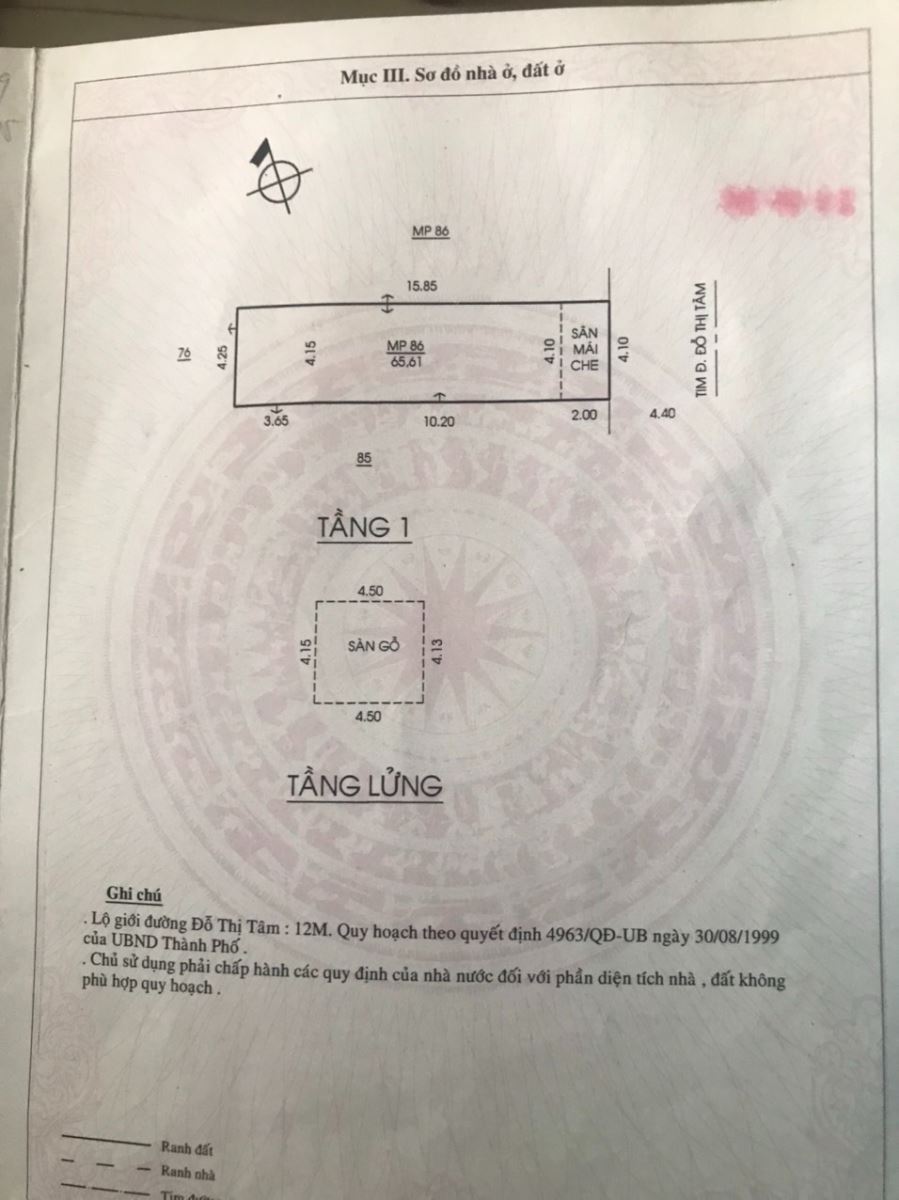 Mục III. Sơ đồ nhà ở, đất ở
MP 86
15.85
TIM Đ. ĐỖ THỊ TÂM
76
4.25
4.15
MP 86
65,61
4.10
SÂN
MÁI
CHE
4.10
3.65
10.20
2.00
4.40
85
TẦNG 1
4.50
4.15
SÀN GỖ
4.13
4.50
TẦNG LỬNG
Ghi chú
. Lộ giới đường Đỗ Thị Tâm : 12M. Quy hoạch theo quyết định 4963/QĐ-UB ngày 30/08/1999
của UBND Thành Phố .
. Chủ sử dụng phải chấp hành các quy định của nhà nước đối với phần diện tích nhà , đất không
phù hợp quy hoạch .
Ranh đất
Ranh nhà